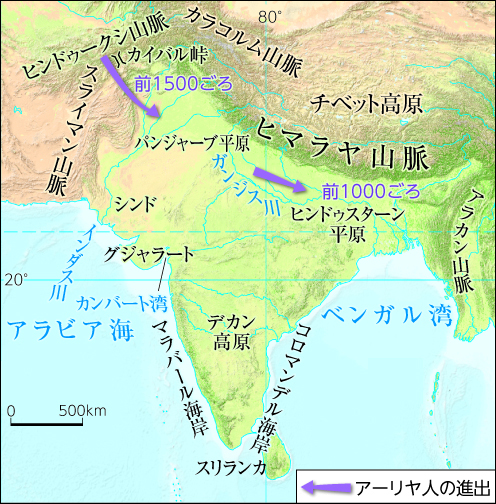 80°
カラコルム山脈
ヒンドゥークシ山脈
カイバル峠
前1500ごろ
スライマン山脈
チベット高原
ヒマラヤ山脈
パンジャーブ平原
ガンジス川
前1000ごろ
シンド
ヒンドゥスターン
平原
アラカン山脈
インダス川
グジャラート
20°
カンバート湾
アラビア海
ベンガル湾
デカン
高原
マラバール海岸
コロマンデル海岸
0 500km
スリランカ
アーリヤ人の進出